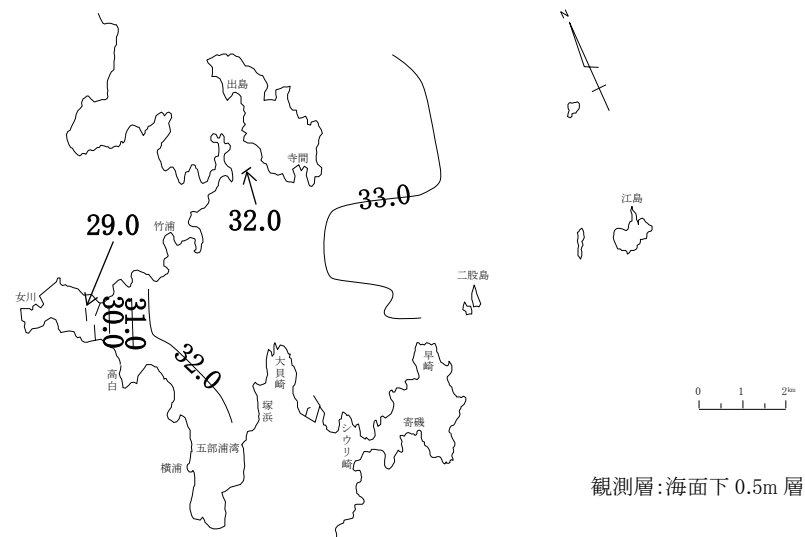 N
出島
寺間
33.0
江島
32.0
竹浦
29.0
二股島
女川
30.0
31.0
32.0
高白
大貝崎
塚浜
早崎
寄磯
シウリ崎
五部浦湾
横浦
0 1 2km
観測層:海面下 0.5m 層